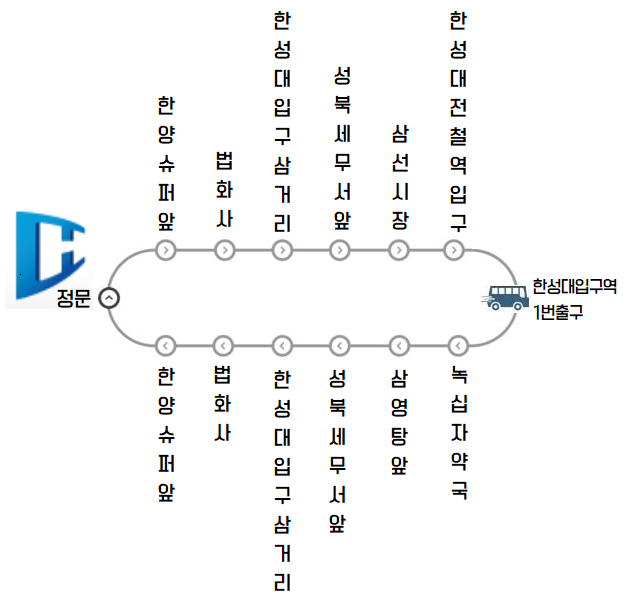 한양슈퍼앞
법화사
한성대입구삼거리
성북세무서앞
삼선시장
한성대전철역입구
정문
한성대입구역
1번출구
한양슈퍼앞
법화사
한성대입구삼거리
성북세무서앞
삼영탕앞
녹십자약국